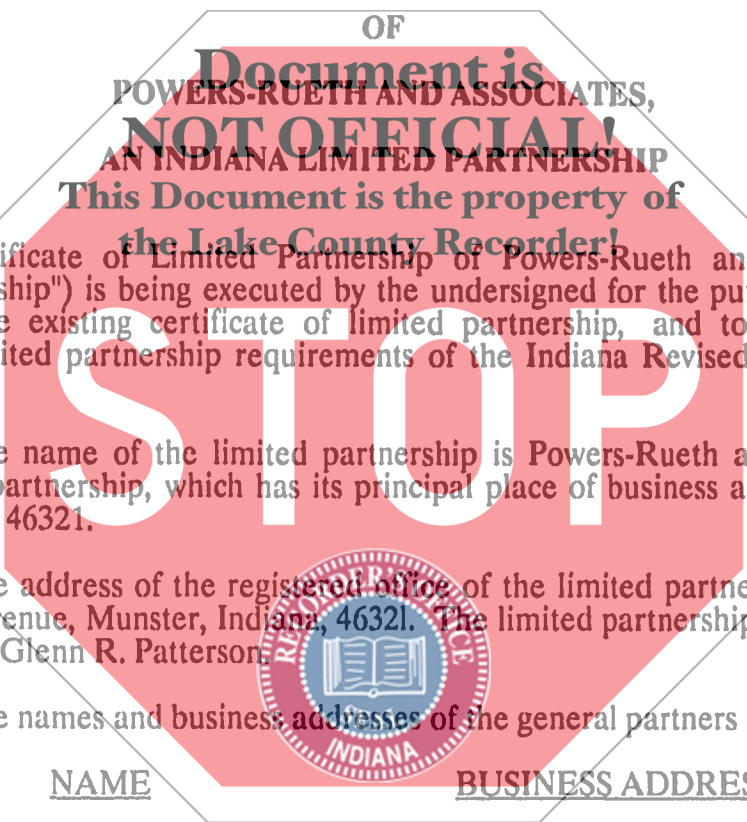 OF
Document is
POWERS-RUETH AND ASSOCIATES,
NOT OFFICIAL!
AN INDIANA LIMITED PARTNERSHIP
This Document is the property of
the Lake County Recorder!
ificate of Limited Partnership of Powers-Rueth an
ship") is being executed by the undersigned for the pu
e existing certificate of limited partnership, and to
ited partnership requirements of the Indiana Revised
STOP
e name of the limited partnership is Powers-Rueth a
partnership, which has its principal place of business a
46321.
e address of the registered office of the limited partne
enue, Munster, Indiana, 46321. The limited partnership
Glenn R. Patterson.
RECORDER'S OFFICE
SEAL
INDIANA
e names and business addresses of the general partners
NAME BUSINESS ADDRES